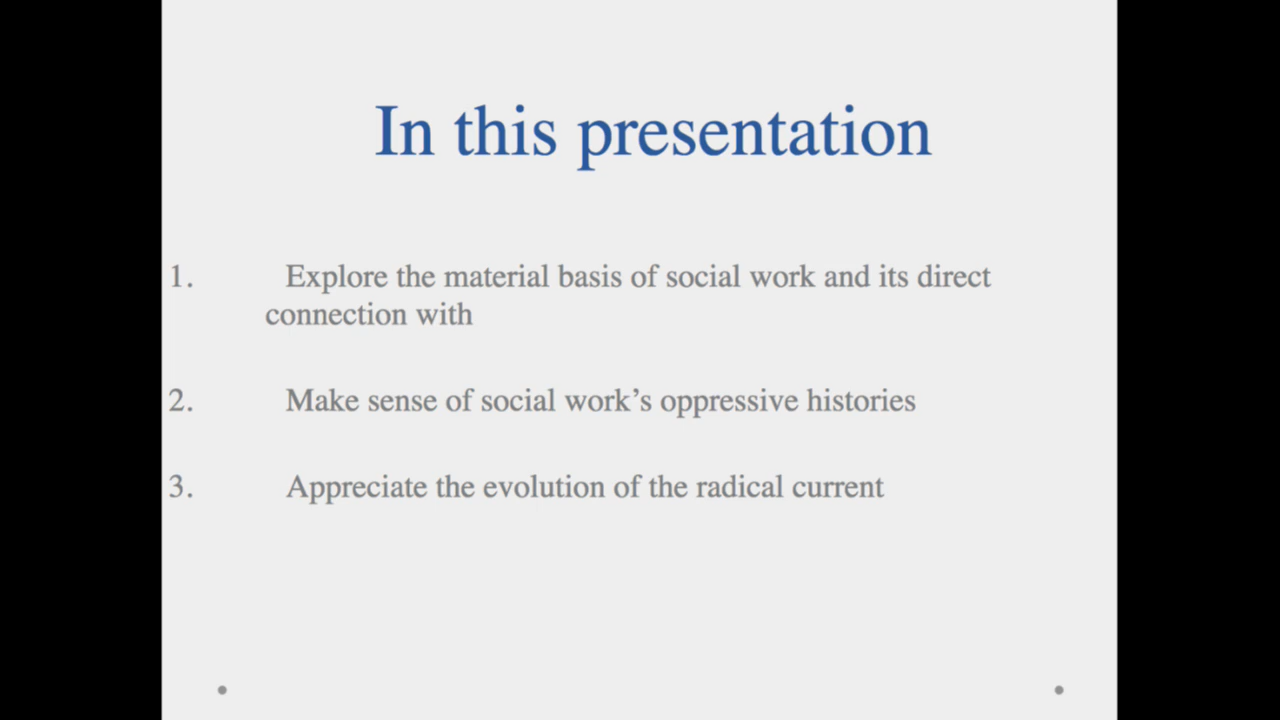 In this presentation
1. Explore the material basis of social work and its direct
connection with
2. Make sense of social work’s oppressive histories
3. Appreciate the evolution of the radical current